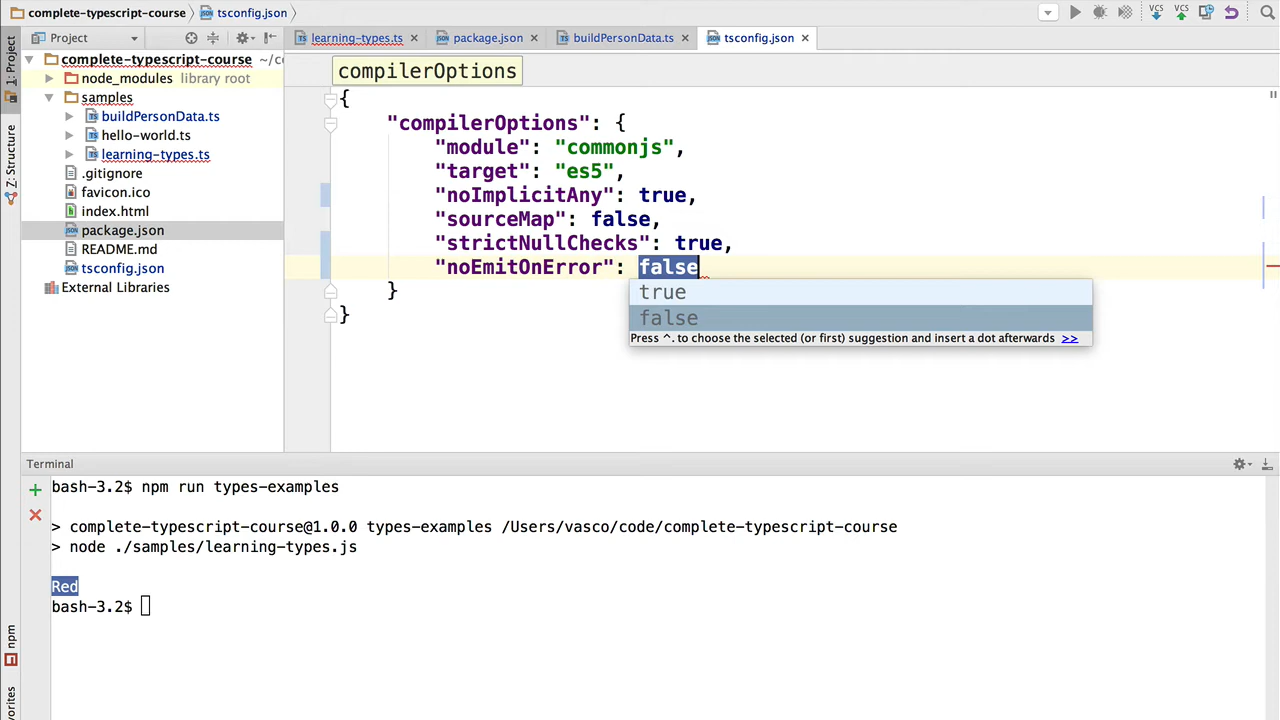 complete-typescript-course
tsconfig.json
VCS
VCS
1: Project
Project
learning-types.ts
package.json
buildPersonData.ts
tsconfig.json
complete-typescript-course ~/c
node_modules library root
samples
buildPersonData.ts
hello-world.ts
learning-types.ts
.gitignore
favicon.ico
index.html
package.json
README.md
tsconfig.json
External Libraries
Z: Structure
compilerOptions
{
"compilerOptions": {
"module": "commonjs",
"target": "es5",
"noImplicitAny": true,
"sourceMap": false,
"strictNullChecks": true,
"noEmitOnError": false
}
}
true
false
Press ^. to choose the selected (or first) suggestion and insert a dot afterwards >>
Terminal
bash-3.2$ npm run types-examples
> complete-typescript-course@1.0.0 types-examples /Users/vasco/code/complete-typescript-course
> node ./samples/learning-types.js
Red
bash-3.2$
npm
vorites